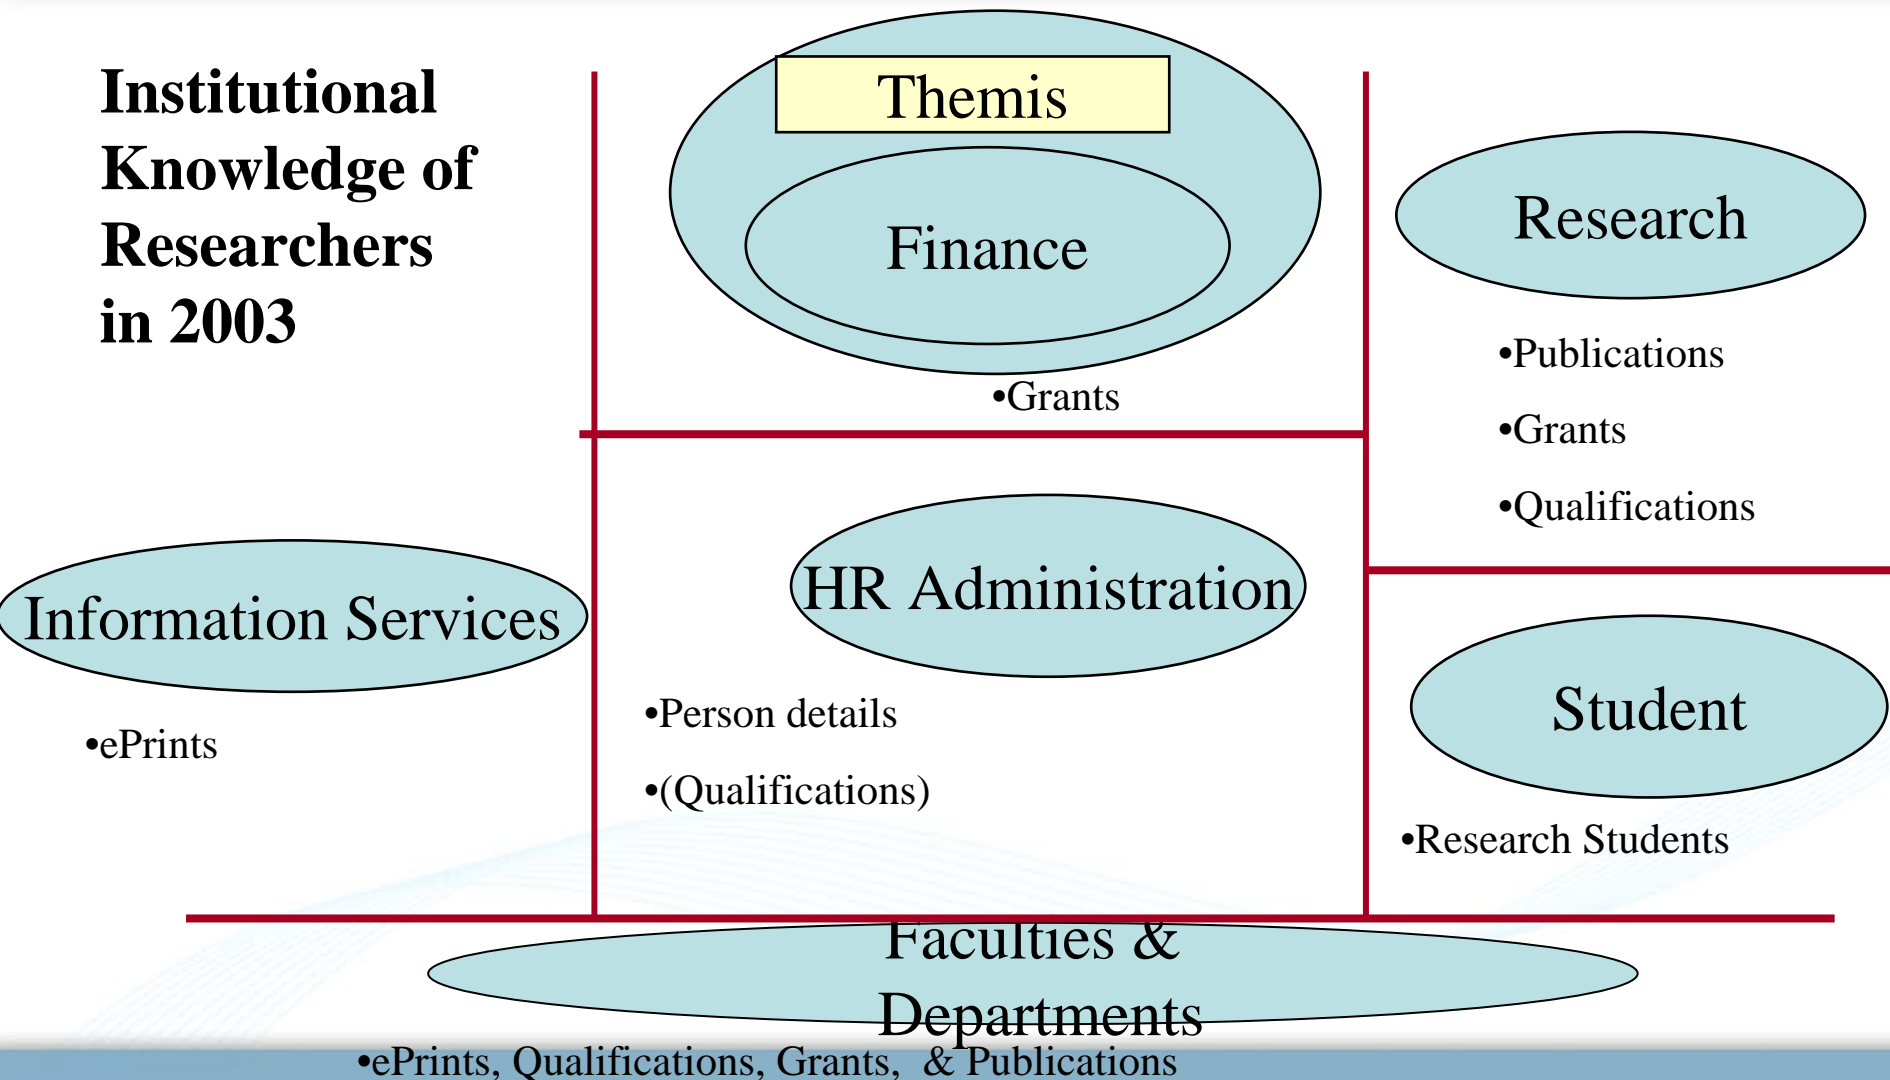 Institutional
Knowledge of
Researchers
in 2003
Themis
Finance
•Grants
Research
•Publications
•Grants
•Qualifications
Information Services
•ePrints
HR Administration
•Person details
•(Qualifications)
Student
•Research Students
Faculties &
Departments
•ePrints, Qualifications, Grants, & Publications